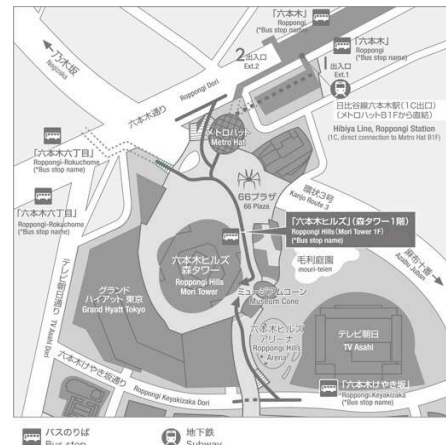 「六本木」
Roppongi
(*Bus stop name)
「六本木」
Roppongi
(*Bus stop name)
乃木坂
Nogizaka
2 出入口
Ext.2
1 出入口
Ext.1
Roppongi Dori
六本木通り
日比谷線六本木駅(1C出口)
(メトロハットB1Fから直結)
Hibiya Line, Roppongi Station
(1C, direct connection to Metro Hat B1F)
メトロハット
Metro Hat
「六本木六丁目」
Roppongi-Rokuchome
(*Bus stop name)
環状3号
Kanjo Route 3
66プラザ
66 Plaza
「六本木六丁目」
Roppongi-Rokuchome
(*Bus stop name)
「六本木ヒルズ」(森タワー1階)
Roppongi Hills (Mori Tower 1F)
(*Bus stop name)
麻布十番
Azabu Juban
六本木ヒルズ
森タワー
Roppongi Hills
Mori Tower
毛利庭園
mouri-teien
ミュージアムコーン
Museum Cone
テレビ朝日通り
TV Asahi Dori
グランド
ハイアット 東京
Grand Hyatt Tokyo
六本木ヒルズ
アリーナ
Roppongi Hills
Arena
テレビ朝日
TV Asahi
六本木けやき坂通り
Roppongi Keyakizaka Dori
「六本木けやき坂」
Roppongi Keyakizaka
(*Bus stop name)
バスのりば
Bus stop
地下鉄
Subway